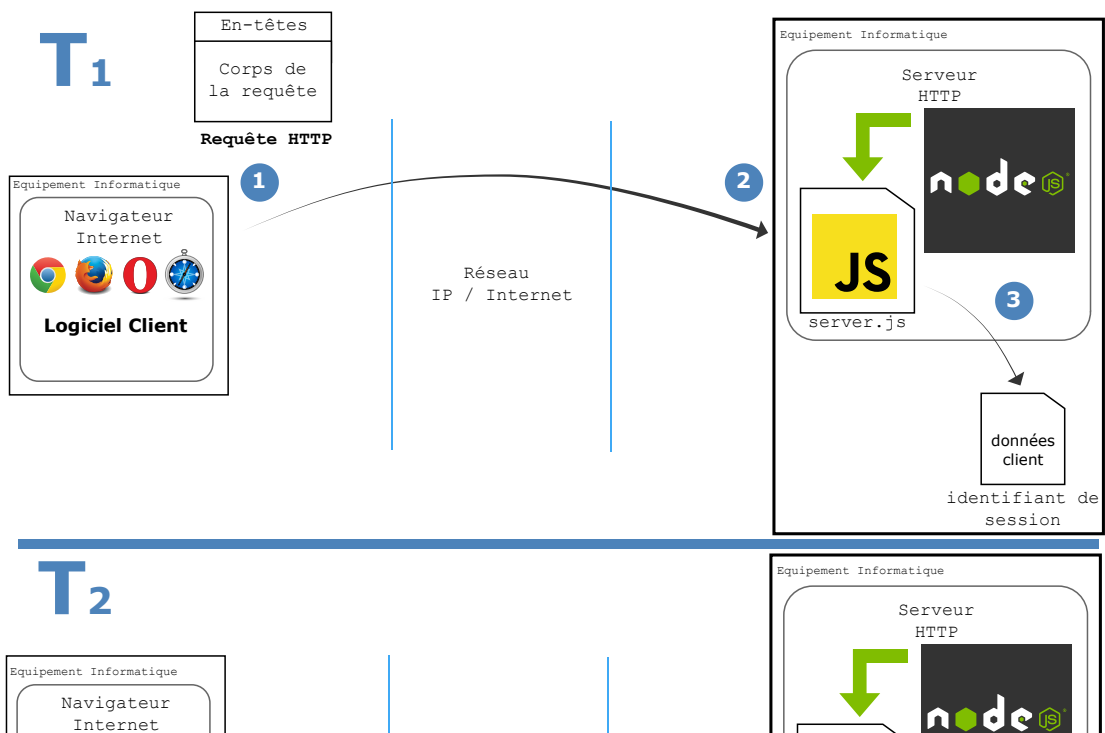 T1
En-têtes
Corps de
la requête
Requête HTTP
Equipement Informatique
Navigateur
Internet
Logiciel Client
1
Réseau
IP / Internet
2
Equipement Informatique
Serveur
HTTP
node JS
JS
server.js
3
données
client
identifiant de
session
T2
Equipement Informatique
Navigateur
Internet
Equipement Informatique
Serveur
HTTP
node JS